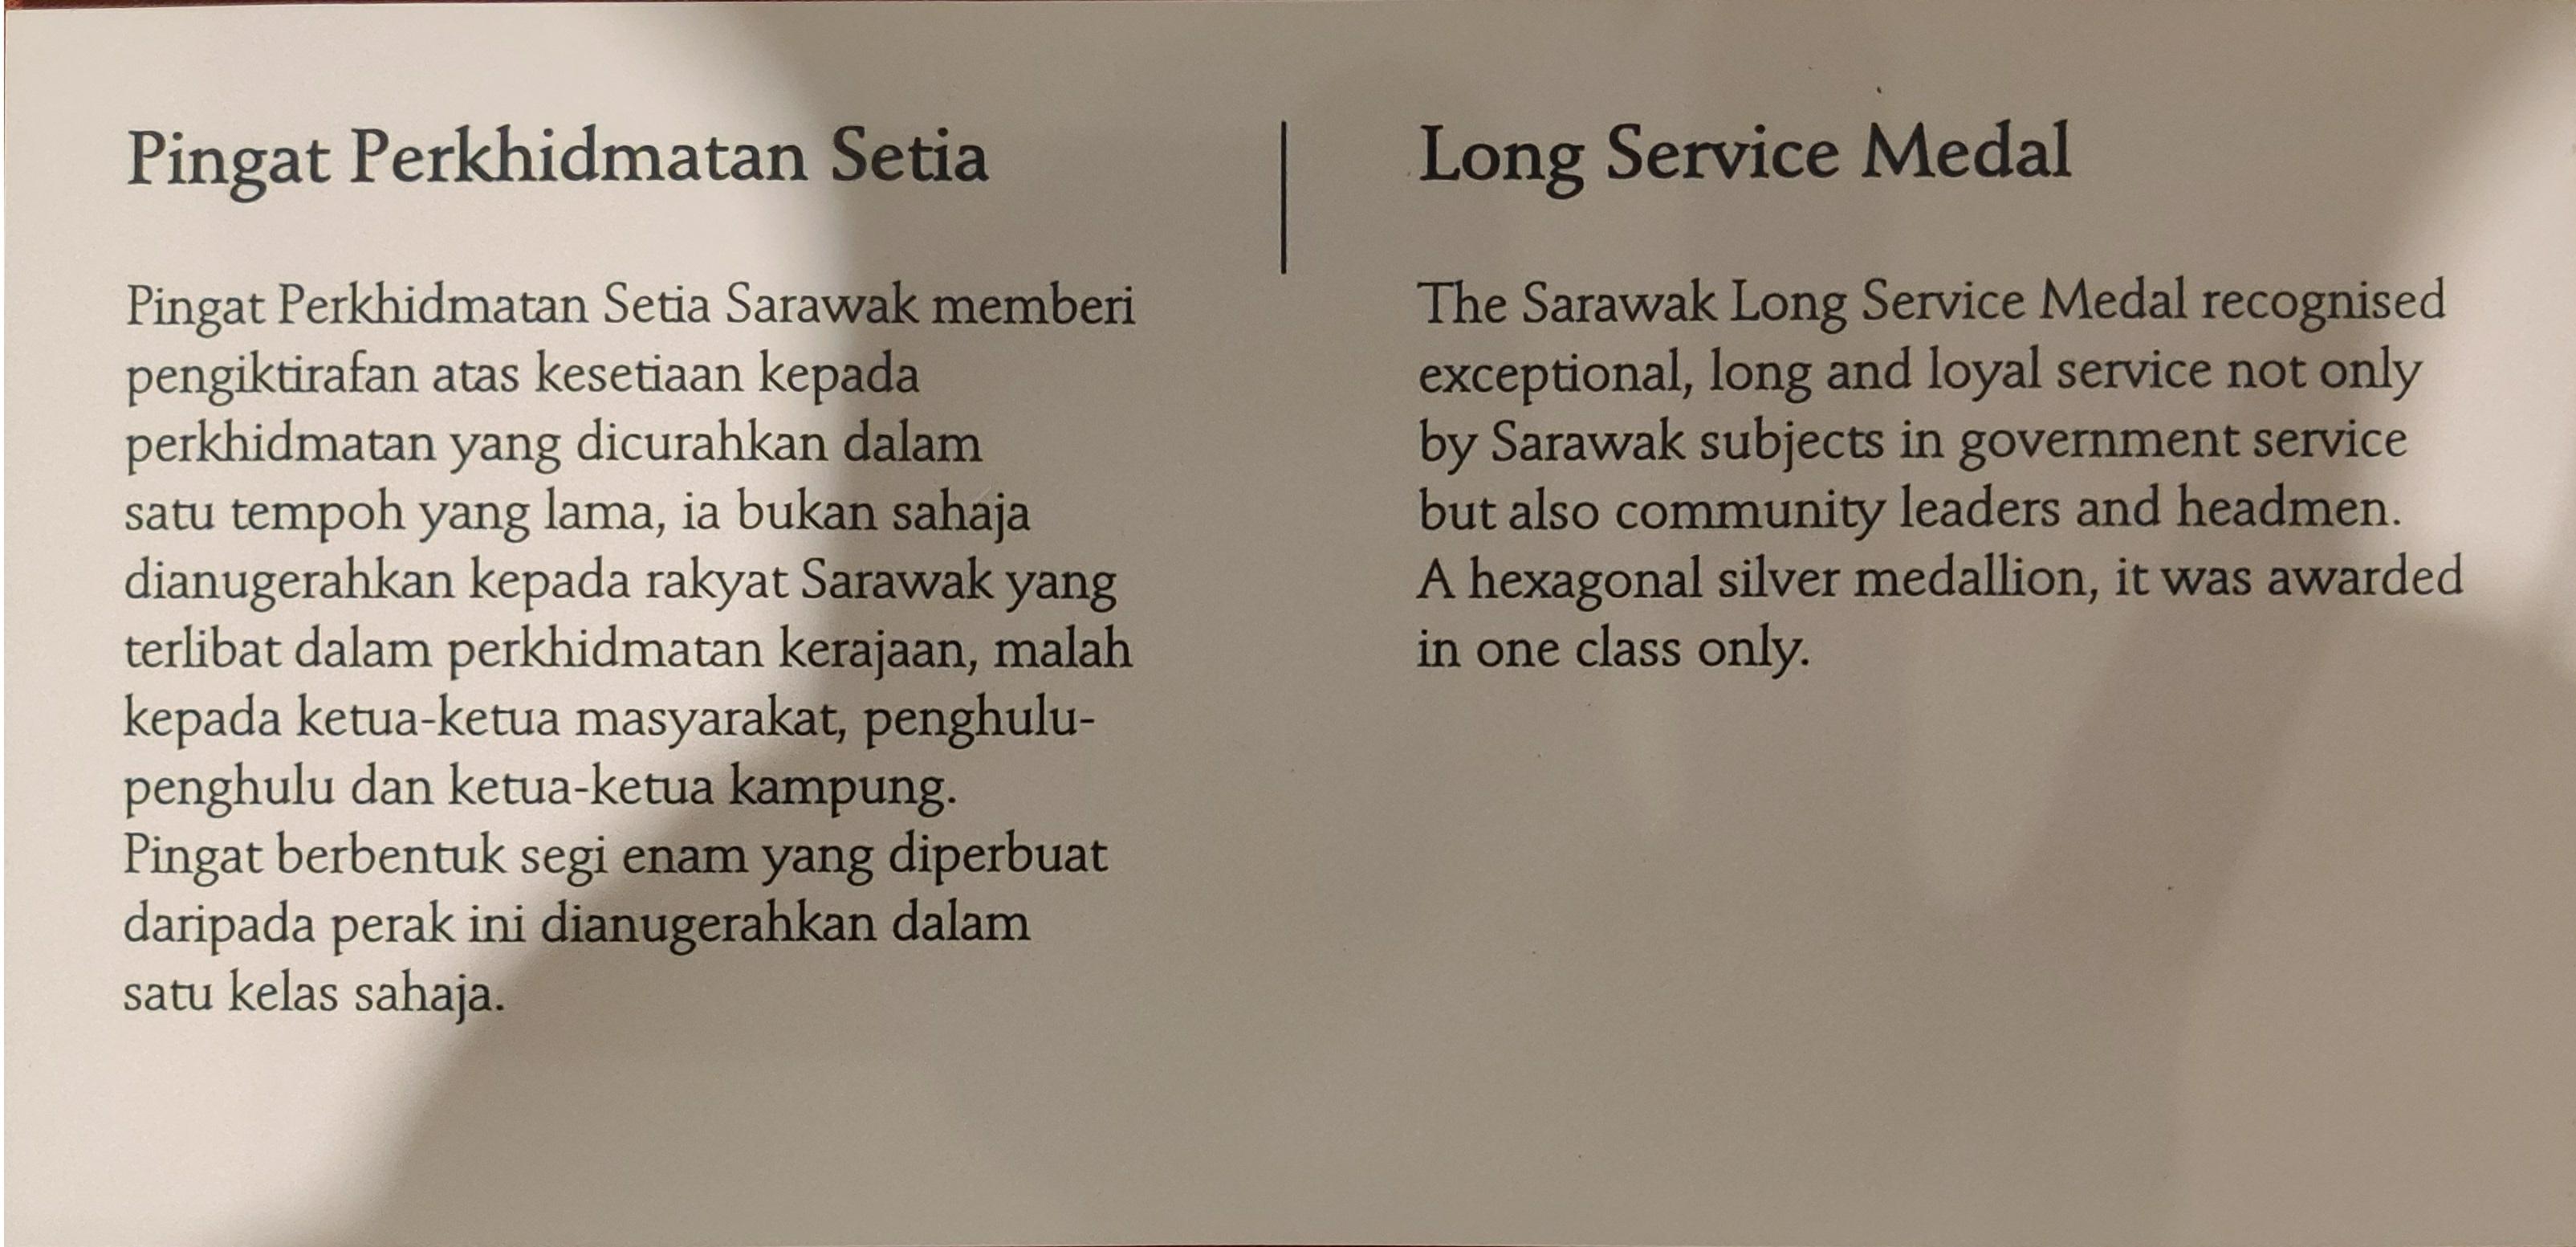 Pingat Perkhidmatan Setia
Pingat Perkhidmatan Setia Sarawak memberi
pengiktirafan atas kesetiaan kepada
perkhidmatan yang dicurahkan dalam
satu tempoh yang lama, ia bukan sahaja
dianugerahkan kepada rakyat Sarawak yang
terlibat dalam perkhidmatan kerajaan, malah
kepada ketua-ketua masyarakat, penghulu-
penghulu dan ketua-ketua kampung.
Pingat berbentuk segi enam yang diperbuat
daripada perak ini dianugerahkan dalam
satu kelas sahaja.
Long Service Medal
The Sarawak Long Service Medal recognised
exceptional, long and loyal service not only
by Sarawak subjects in government service
but also community leaders and headmen.
A hexagonal silver medallion, it was awarded
in one class only.